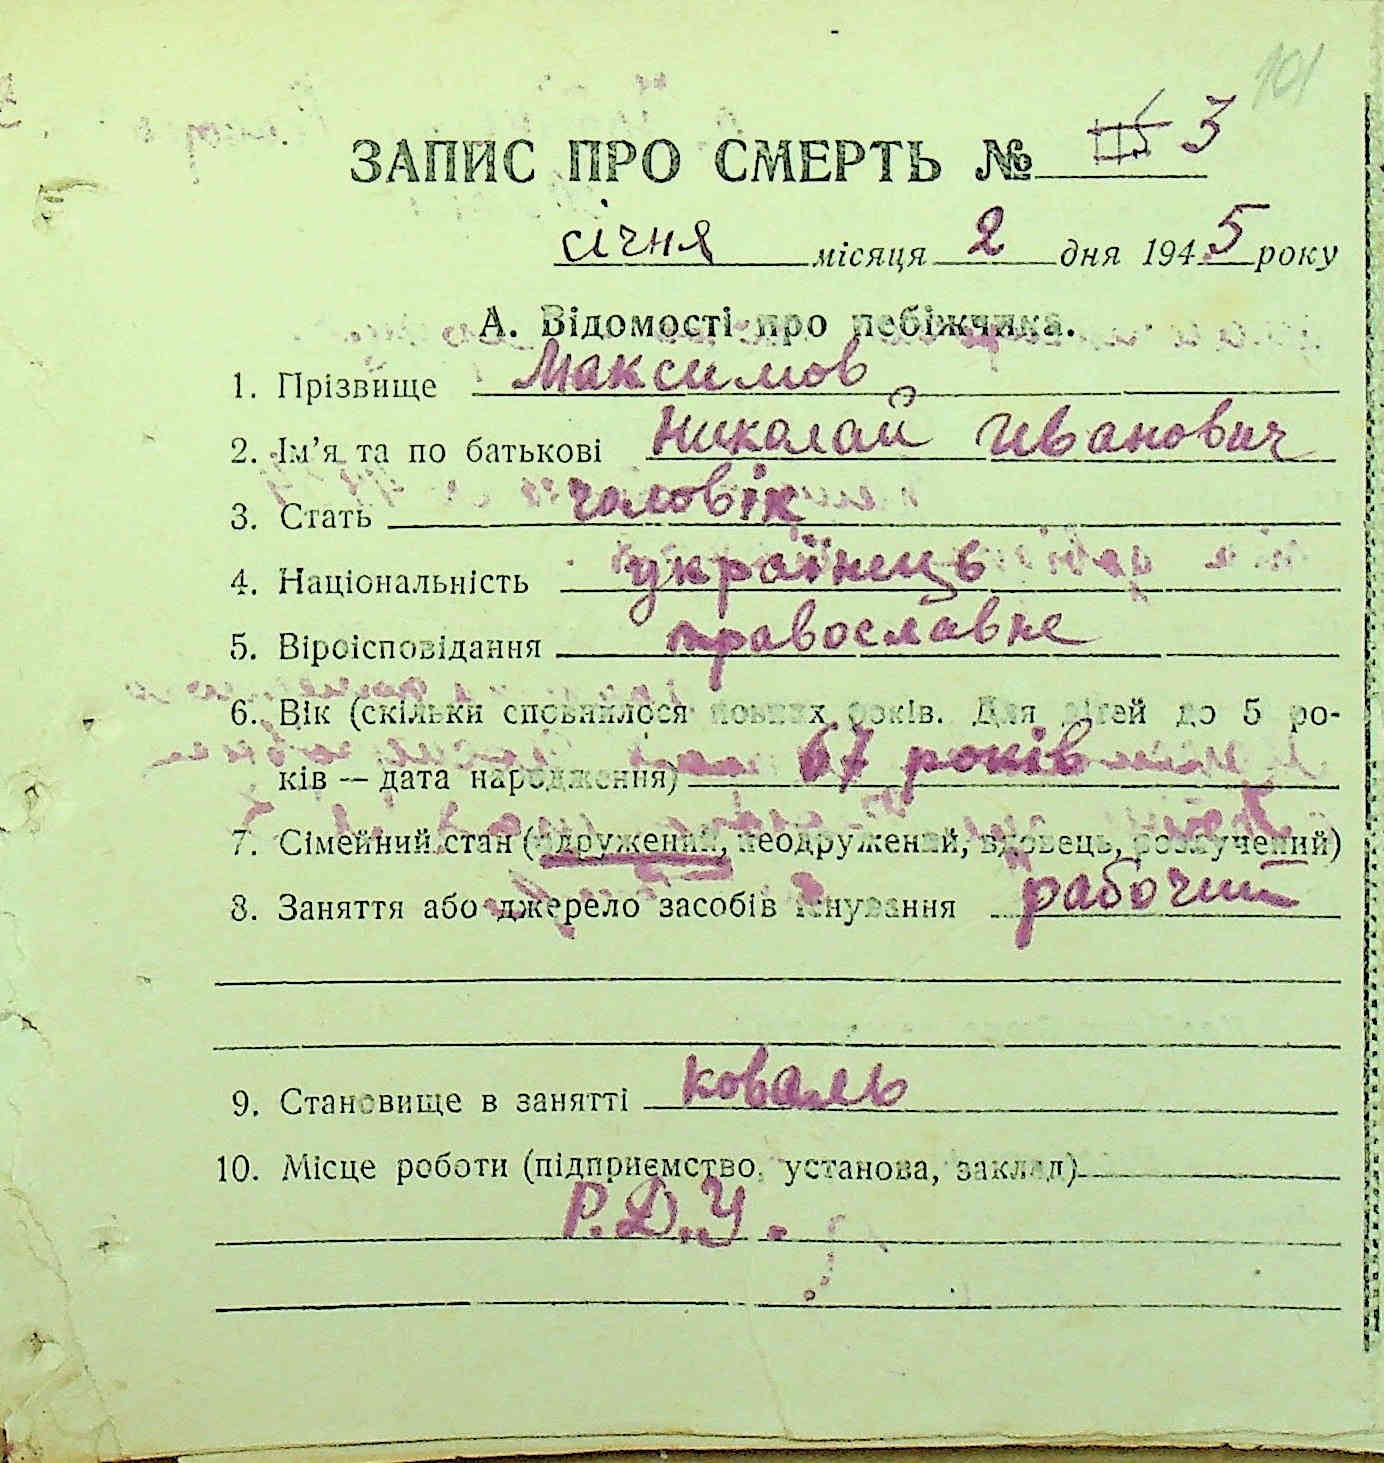 101
ЗАПИС ПРО СМЕРТЬ № 3
січня місяця 2 дня 1945 року
А. Відомості про небіжчика.
1. Прізвище Максимов
2. Ім'я та по батькові Николай Иванович
3. Стать чоловік
4. Національність українець
5. Віроісповідання православне
6. Вік (скільки сповнилося повних років. Для дітей до 5 ро-
ків — дата народження) 67 років
7. Сімейний стан (одружений, неодружений, вдовець, розлучений)
8. Заняття або джерело засобів існування рабочий
9. Становище в занятті коваль
10. Місце роботи (підприємство, установа, заклад)
Р.Д.У.